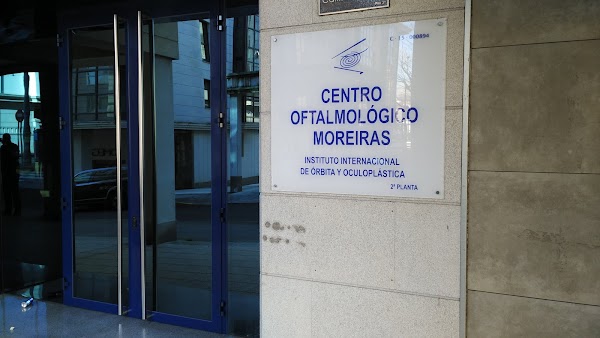 CENTRO
OFTALMOLÓGICO
MOREIRAS
INSTITUTO INTERNACIONAL
DE ÓRBITA Y OCULOPLÁSTICA
2ª PLANTA